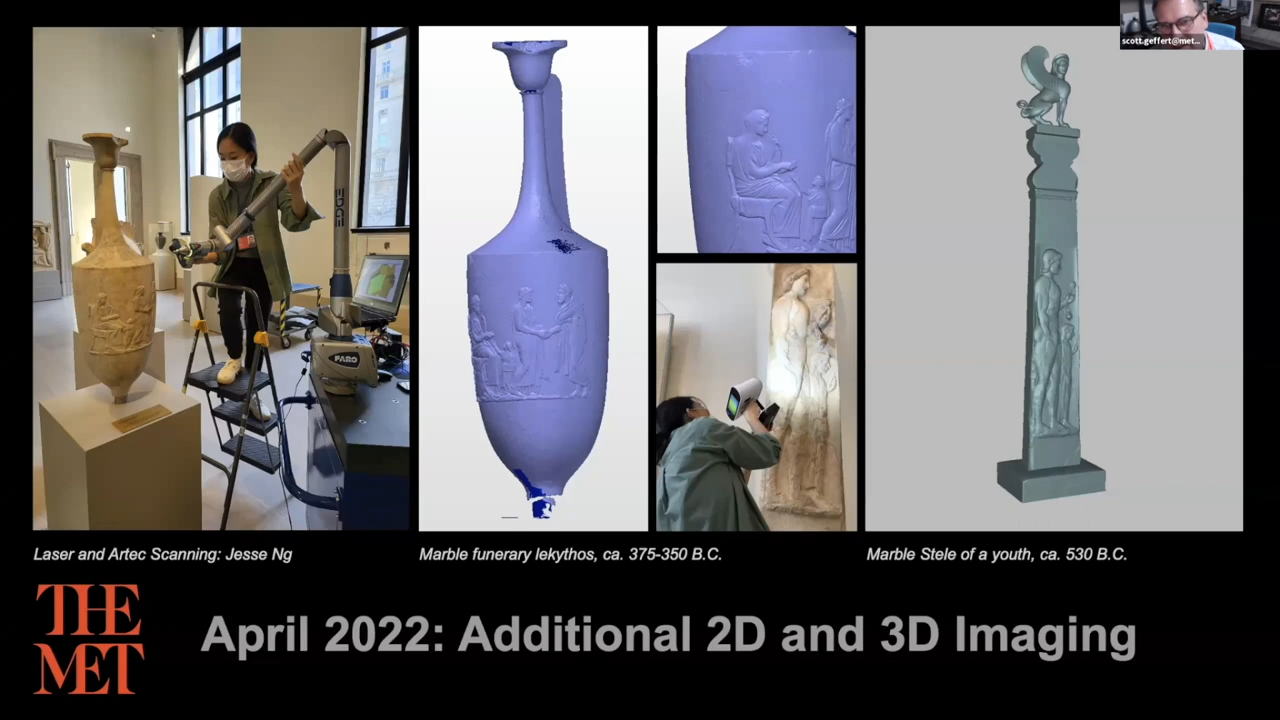 scott.geffert@met...
EDGE
FARO
Laser and Artec Scanning: Jesse Ng
Marble funerary lekythos, ca. 375-350 B.C.
Marble Stele of a youth, ca. 530 B.C.
THE
MET
April 2022: Additional 2D and 3D Imaging